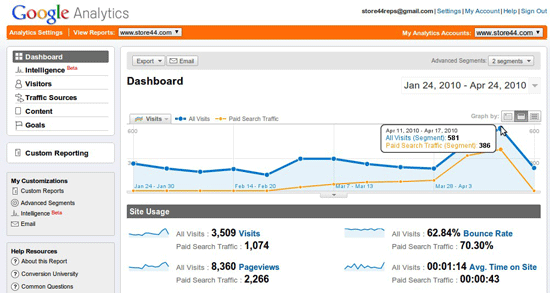 Google Analytics
store44reps@gmail.com | Settings | My Account | Help | Sign Out
Analytics Settings | View Reports: www.store44.com
My Analytics Accounts: www.store44.com
Dashboard
Intelligence Beta
Visitors
Traffic Sources
Content
Goals
Custom Reporting
My Customizations
Custom Reports
Advanced Segments
Intelligence Beta
Email
Help Resources
About this Report
Conversion University
Common Questions
Export Email
Advanced Segments: 2 segments
Dashboard
Jan 24, 2010 - Apr 24, 2010
Visits All Visits Paid Search Traffic
Graph by:
600 600
Apr 11, 2010 - Apr 17, 2010
All Visits (Segment): 581
Paid Search Traffic (Segment): 386
Jan 24 - Jan 30 Feb 14 - Feb 20 Mar 7 - Mar 13 Mar 28 - Apr 3
Site Usage
All Visits : 3,509 Visits
Paid Search Traffic : 1,074
All Visits : 62.84% Bounce Rate
Paid Search Traffic : 70.30%
All Visits : 8,360 Pageviews
Paid Search Traffic : 2,266
All Visits : 00:01:14 Avg. Time on Site
Paid Search Traffic : 00:00:43